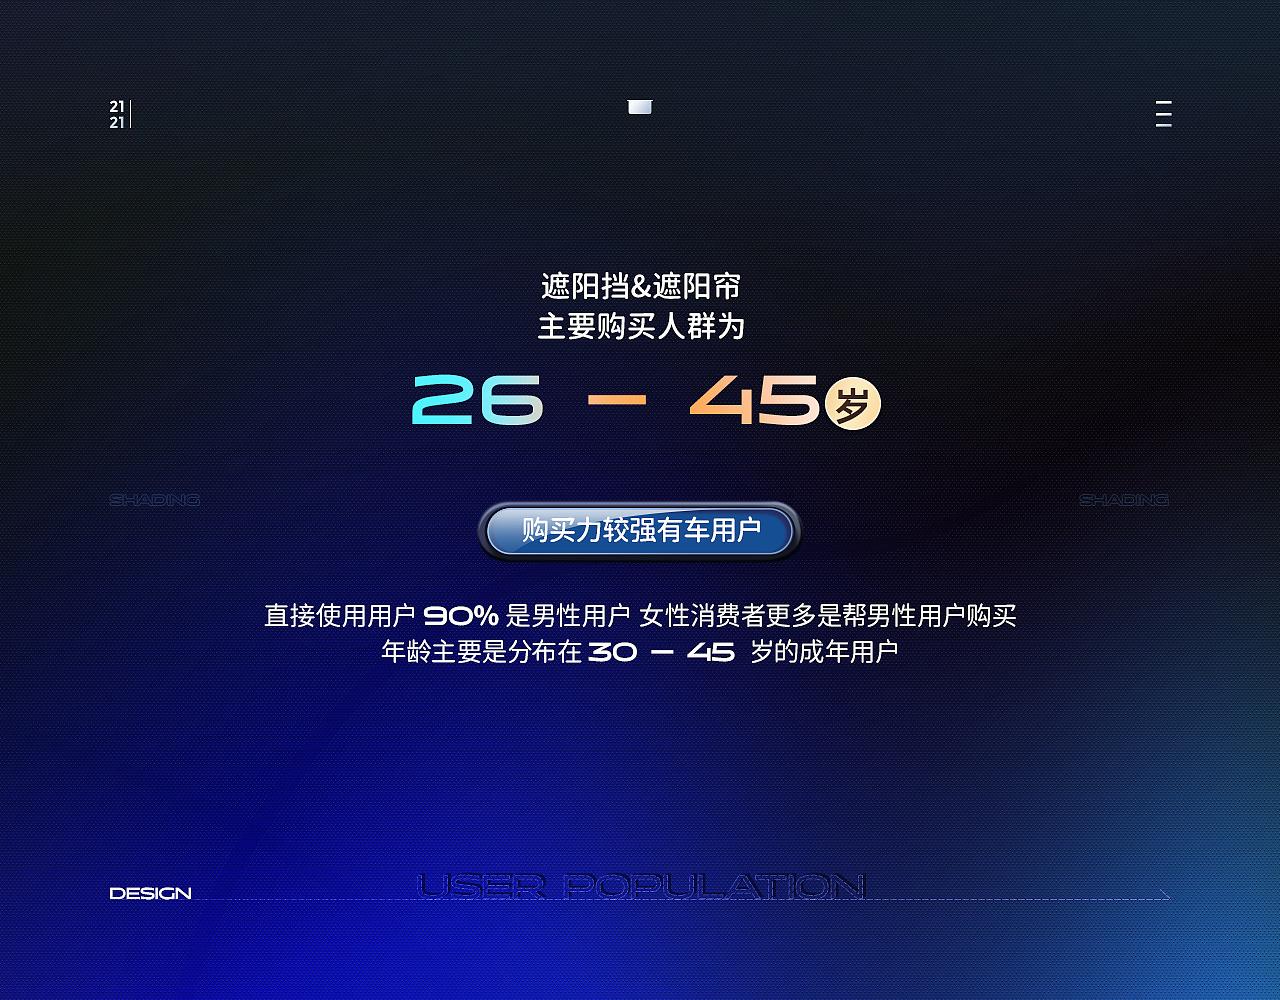 21
21
遮阳挡&遮阳帘
主要购买人群为
26 — 45岁
SHADING
SHADING
购买力较强有车用户
直接使用用户 90% 是男性用户 女性消费者更多是帮男性用户购买
年龄主要是分布在 30 — 45 岁的成年用户
USER POPULATION
DESIGN